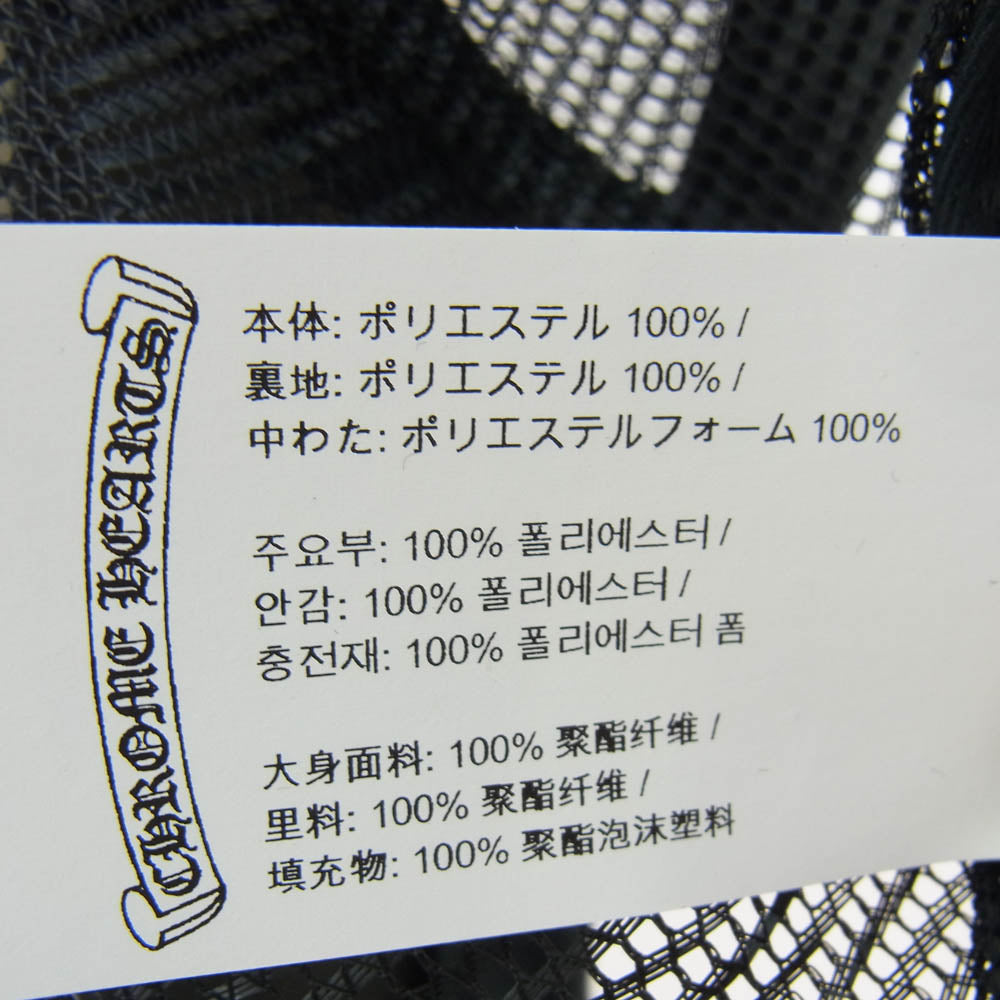 CHROME HEARTS
本体: ポリエステル 100% /
裏地: ポリエステル 100% /
中わた: ポリエステルフォーム 100%
주요부: 100% 폴리에스터 /
안감: 100% 폴리에스터 /
충전재: 100% 폴리에스터 폼
大身面料: 100% 聚酯纤维 /
里料: 100% 聚酯纤维 /
填充物: 100% 聚酯泡沫塑料